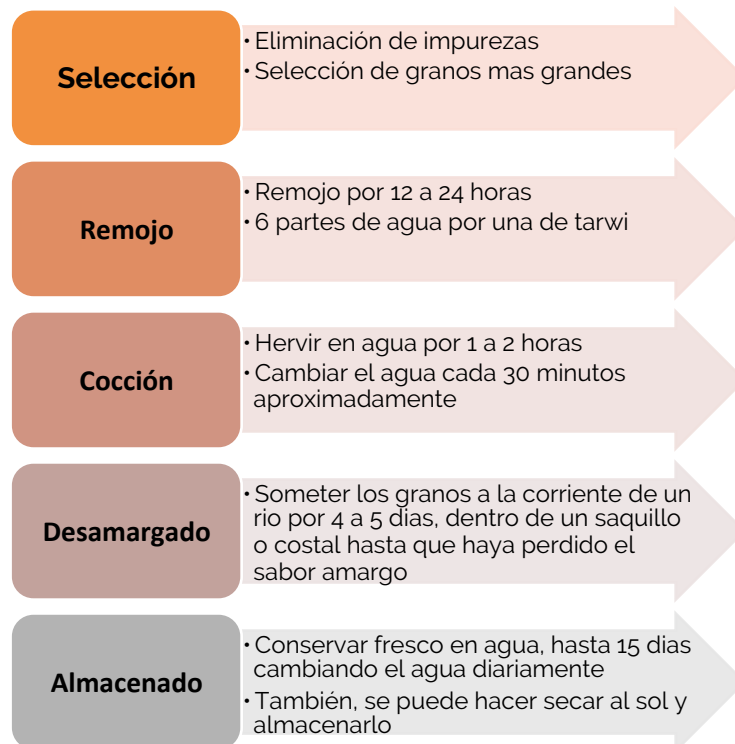 Selección
• Eliminación de impurezas
• Selección de granos mas grandes
Remojo
• Remojo por 12 a 24 horas
• 6 partes de agua por una de tarwi
Cocción
• Hervir en agua por 1 a 2 horas
• Cambiar el agua cada 30 minutos
aproximadamente
Desamargado
• Someter los granos a la corriente de un
rio por 4 a 5 dias, dentro de un saquillo
o costal hasta que haya perdido el
sabor amargo
Almacenado
• Conservar fresco en agua, hasta 15 dias
cambiando el agua diariamente
• También, se puede hacer secar al sol y
almacenarlo